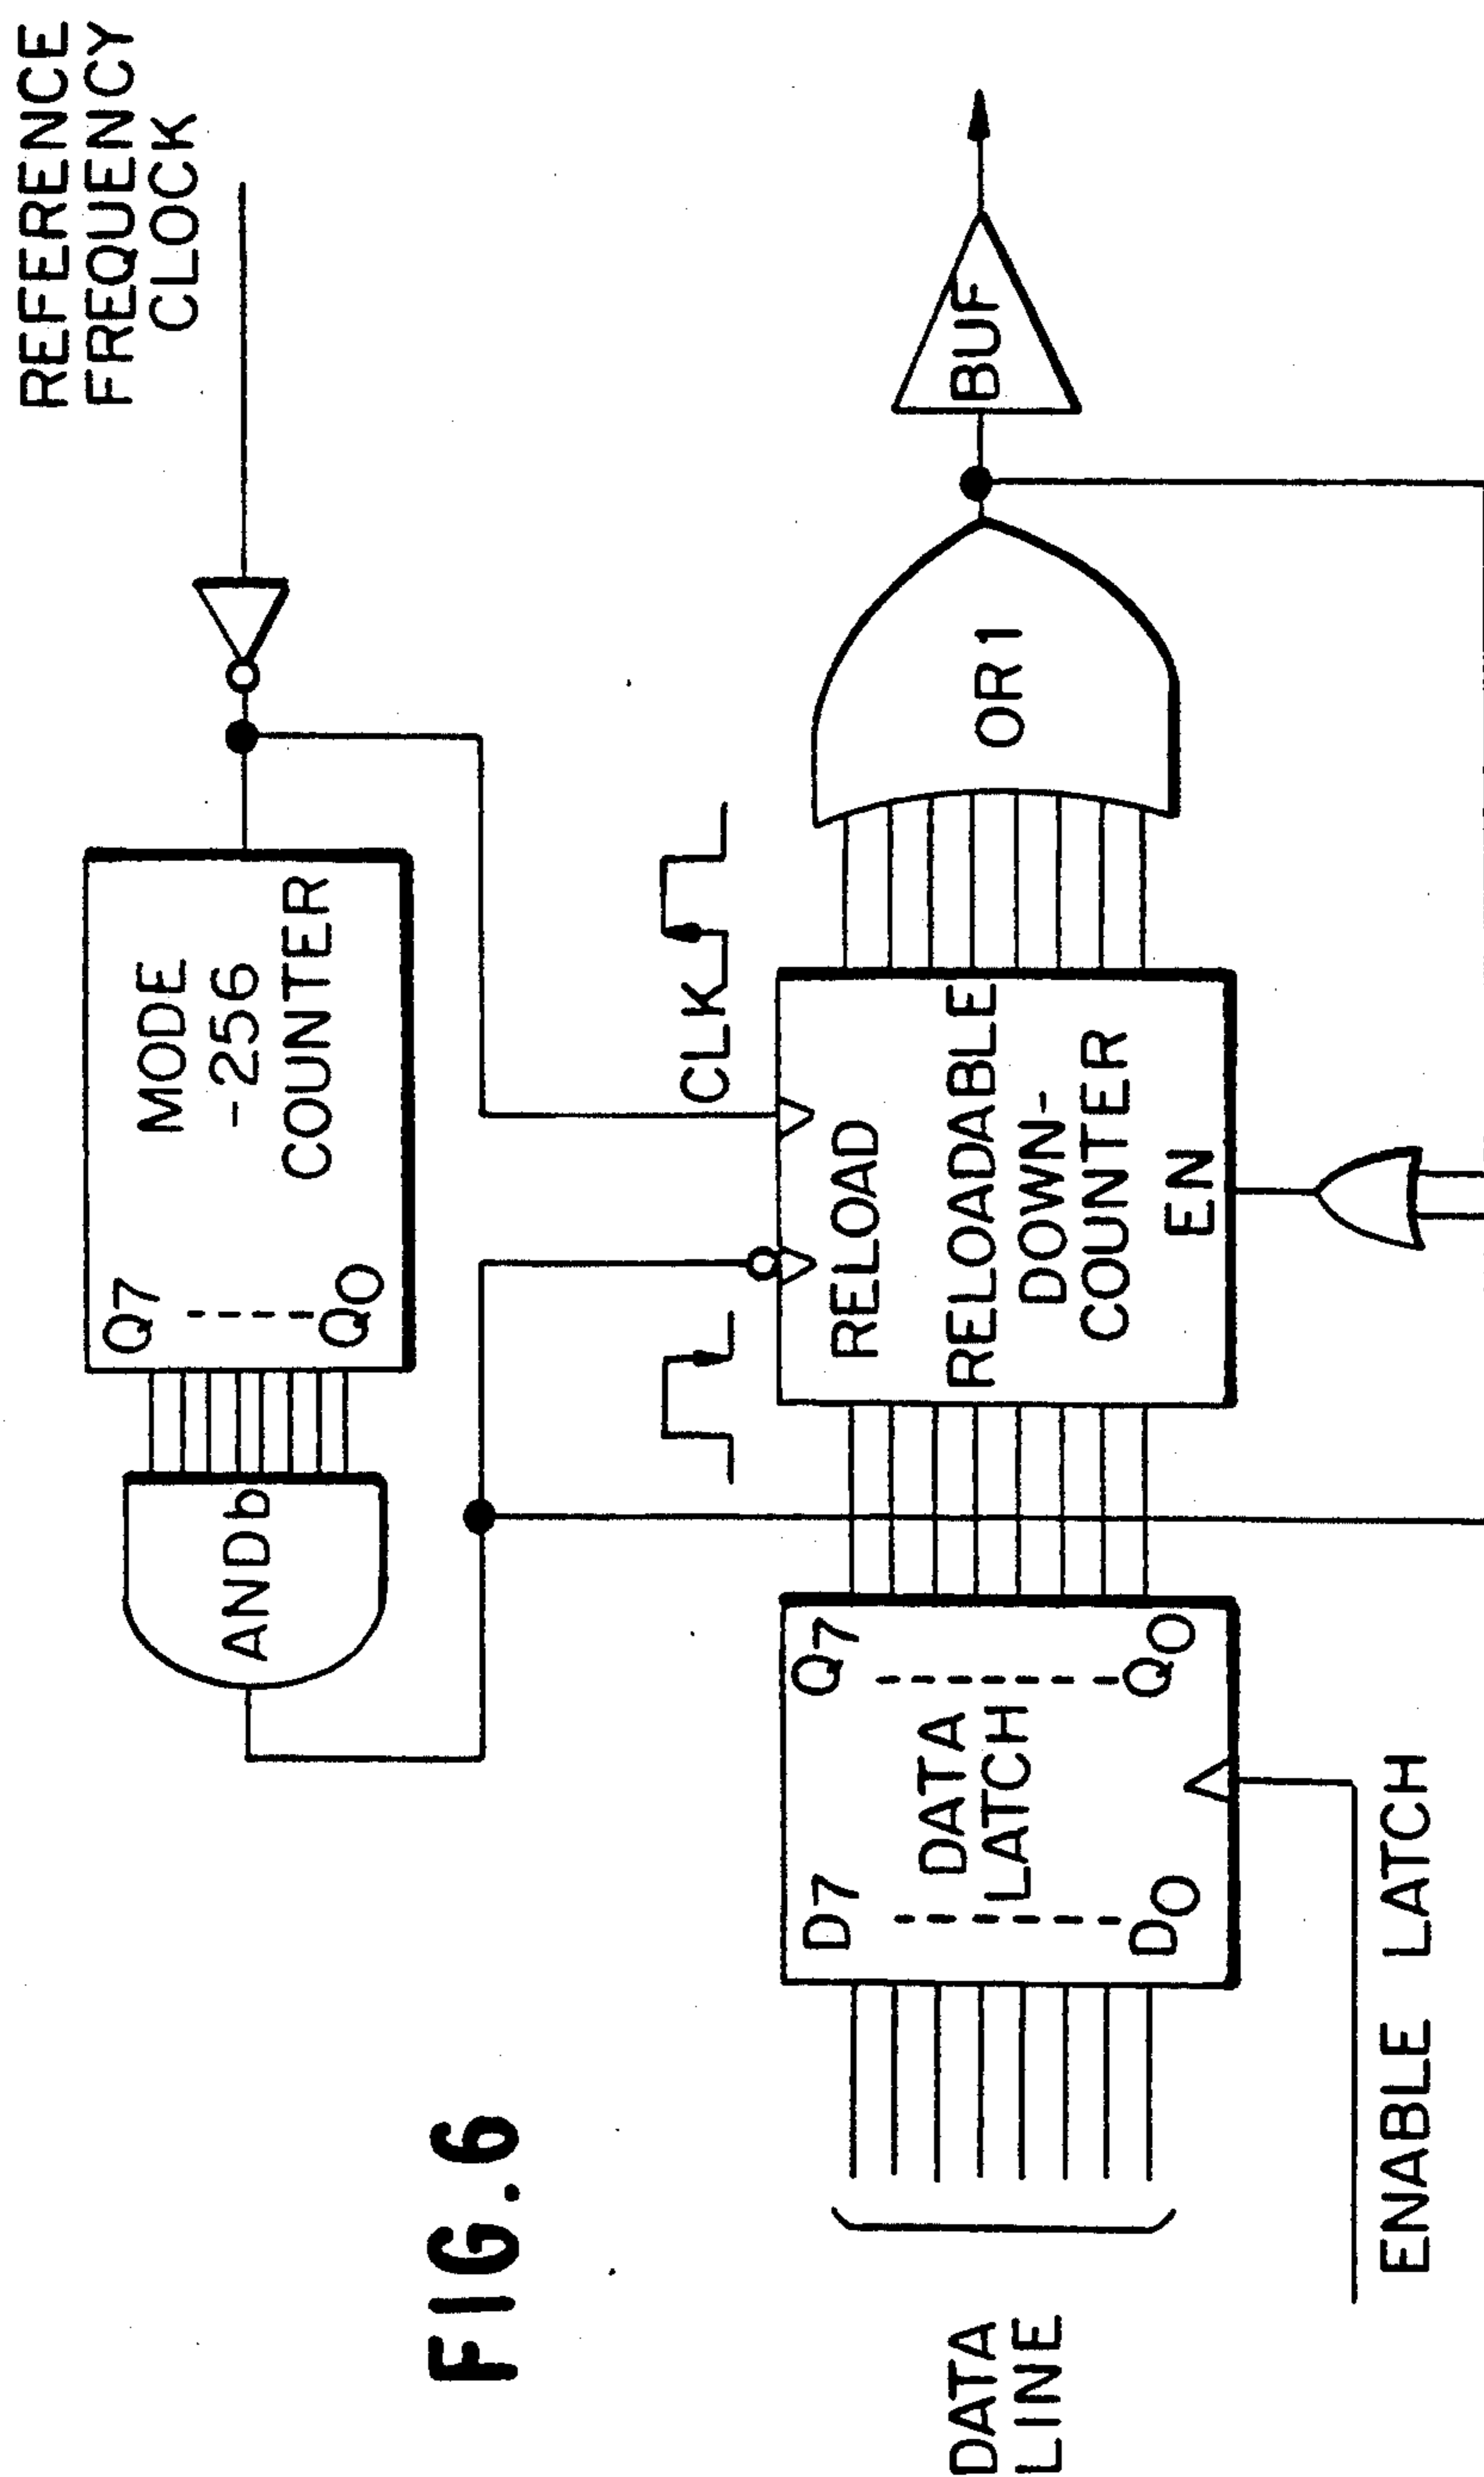 REFERENCE
FREQUENCY
CLOCK
MODE
-256
COUNTER
Q7
Q0
ANDb
CLK
RELOAD
RELOADABLE
DOWN-
COUNTER
EN
OR1
BUF
D7
D0
DATA
LATCH
Q7
Q0
DATA
LINE
ENABLE LATCH
FIG. 6